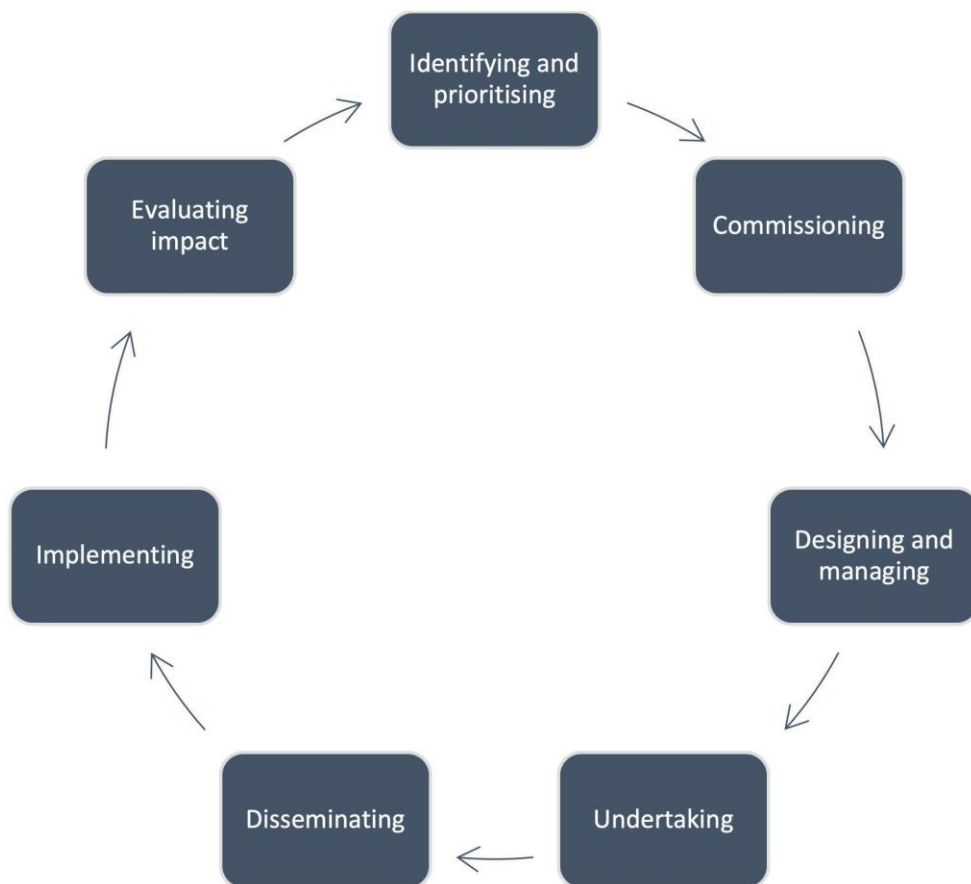 Identifying and
prioritising
Commissioning
Designing and
managing
Undertaking
Disseminating
Implementing
Evaluating
impact